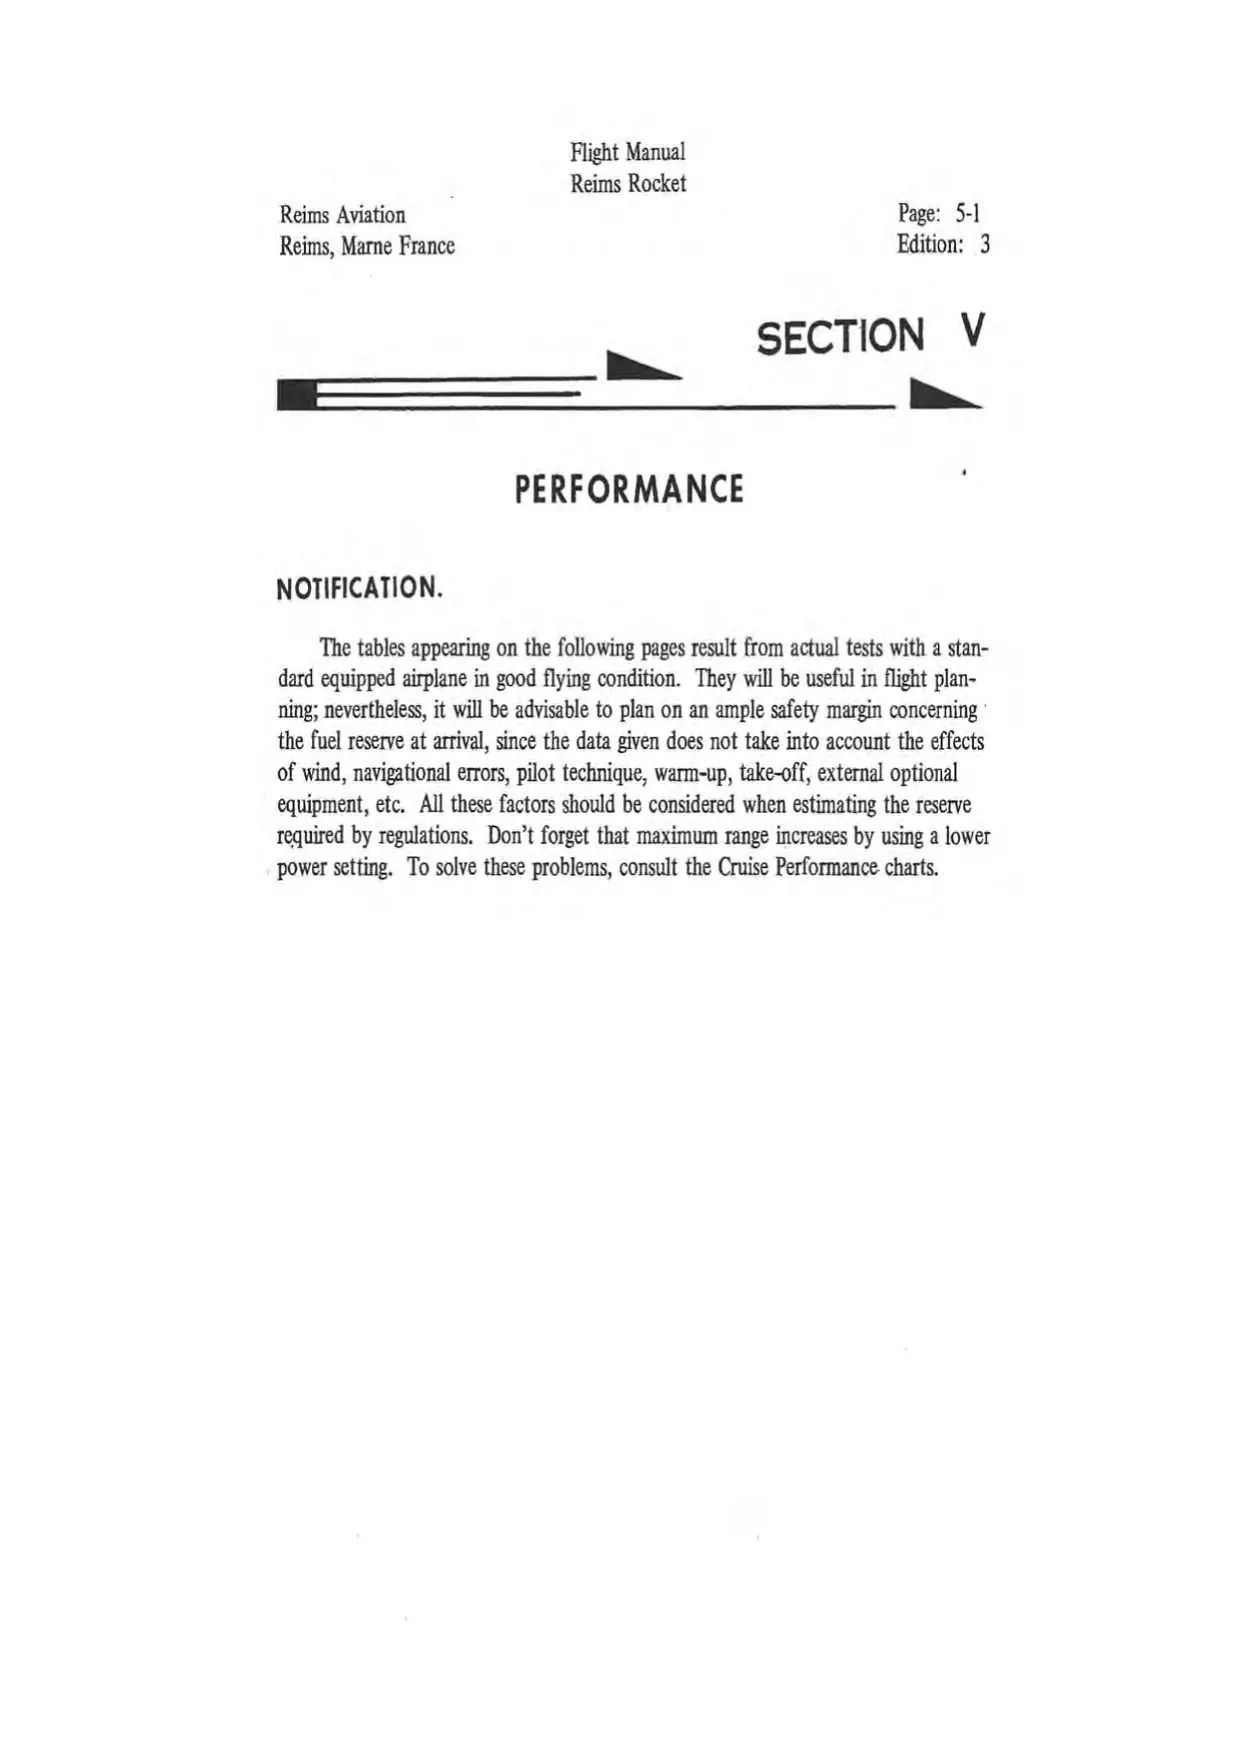 Flight Manual
Reims Rocket
Reims Aviation
Page: 5-1
Reims, Marne France
Edition: 3
SECTION V
PERFORMANCE
NOTIFICATION.
The tables appearing on the following pages result from actual tests with a stan-
dard equipped airplane in good flying condition. They will be useful in flight plan-
ning; nevertheless, it will be advisable to plan on an ample safety margin concerning
the fuel reserve at arrival, since the data given does not take into account the effects
of wind, navigational errors, pilot technique, warm-up, take-off, external optional
equipment, etc. All these factors should be considered when estimating the reserve
required by regulations. Don't forget that maximum range increases by using a lower
power setting. To solve these problems, consult the Cruise Performance charts.